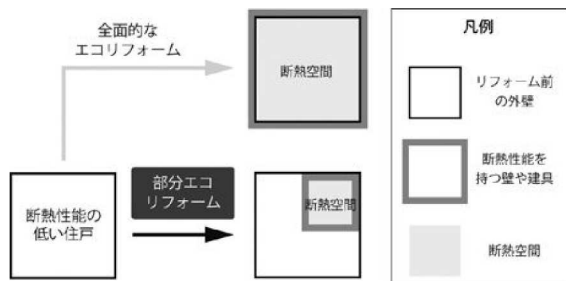 全面的な
エコリフォーム
断熱空間
断熱性能の
低い住戸
部分エコ
リフォーム
断熱空間
凡例
リフォーム前
の外壁
断熱性能を
持つ壁や建具
断熱空間